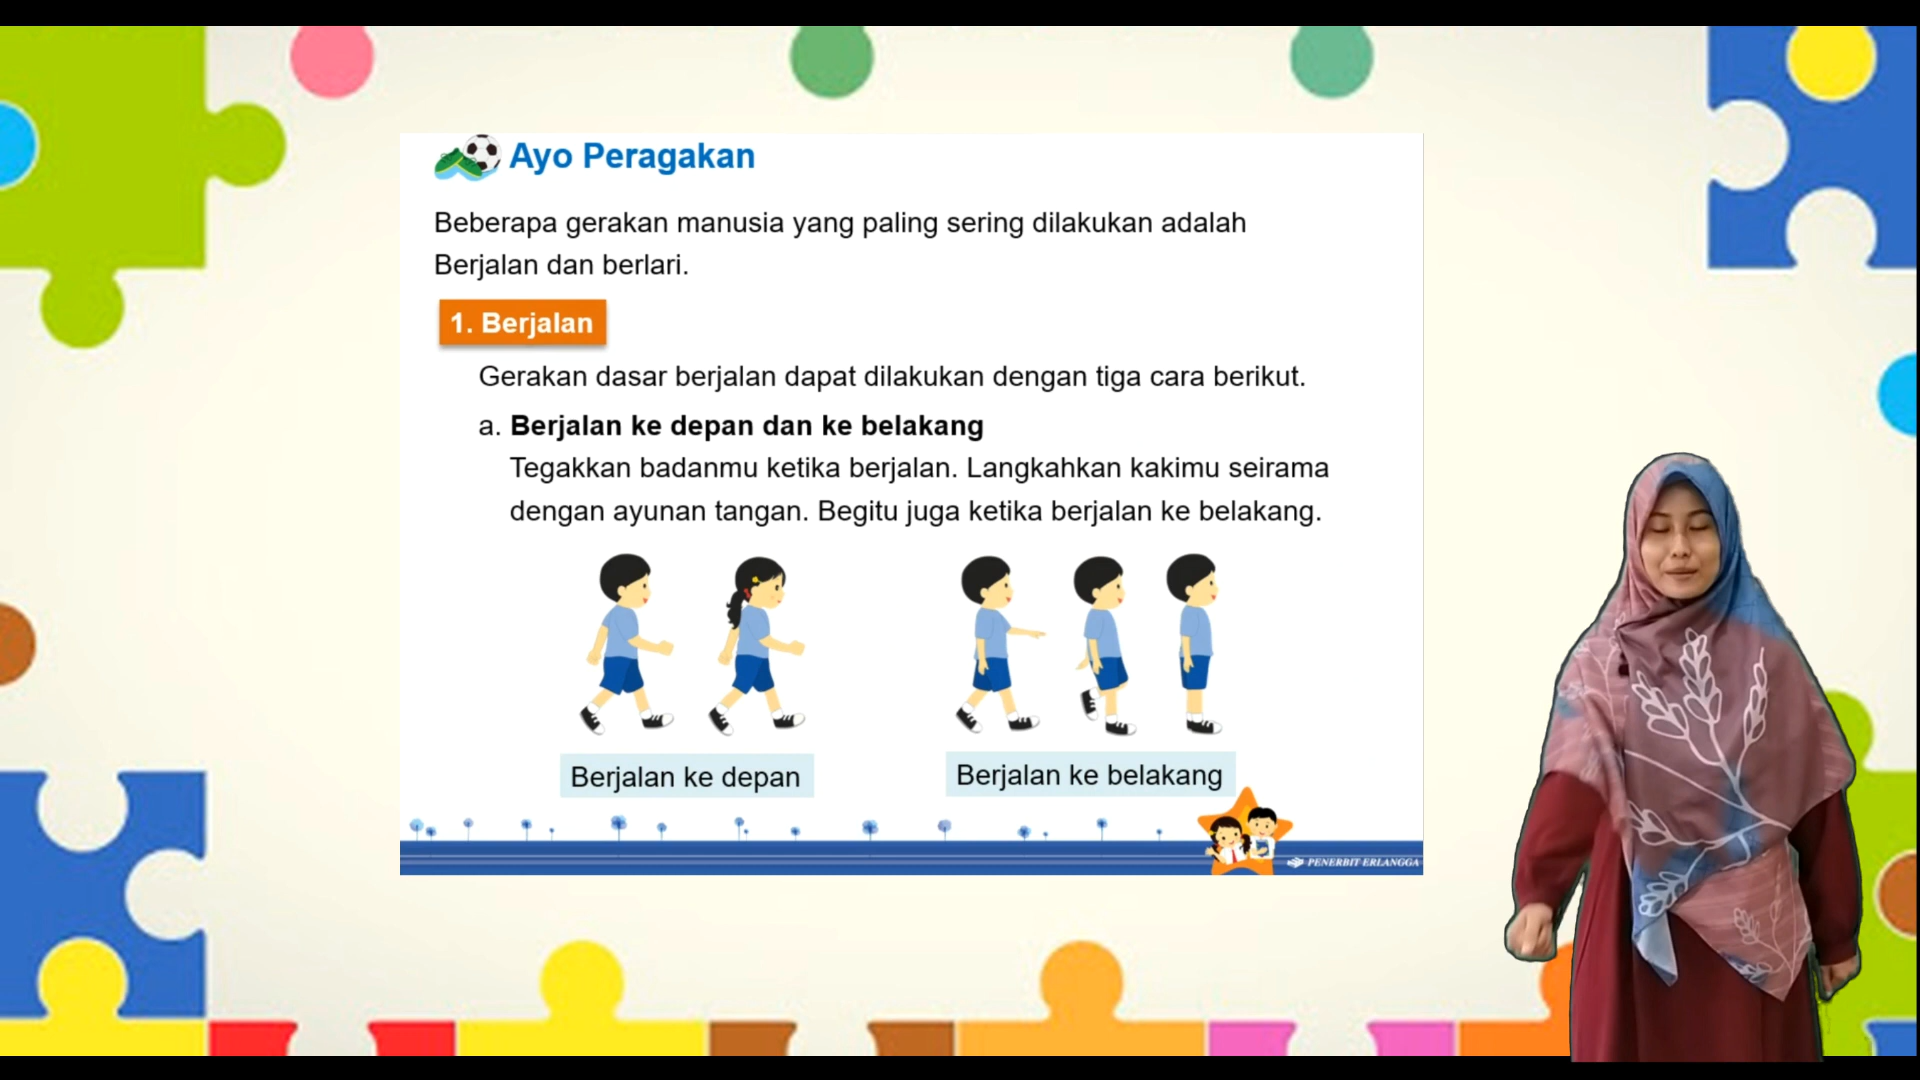 Ayo Peragakan
Beberapa gerakan manusia yang paling sering dilakukan adalah
Berjalan dan berlari.
1. Berjalan
Gerakan dasar berjalan dapat dilakukan dengan tiga cara berikut.
a. Berjalan ke depan dan ke belakang
Tegakkan badanmu ketika berjalan. Langkahkan kakimu seirama
dengan ayunan tangan. Begitu juga ketika berjalan ke belakang.
Berjalan ke depan
Berjalan ke belakang
PENERBIT ERLANGGA